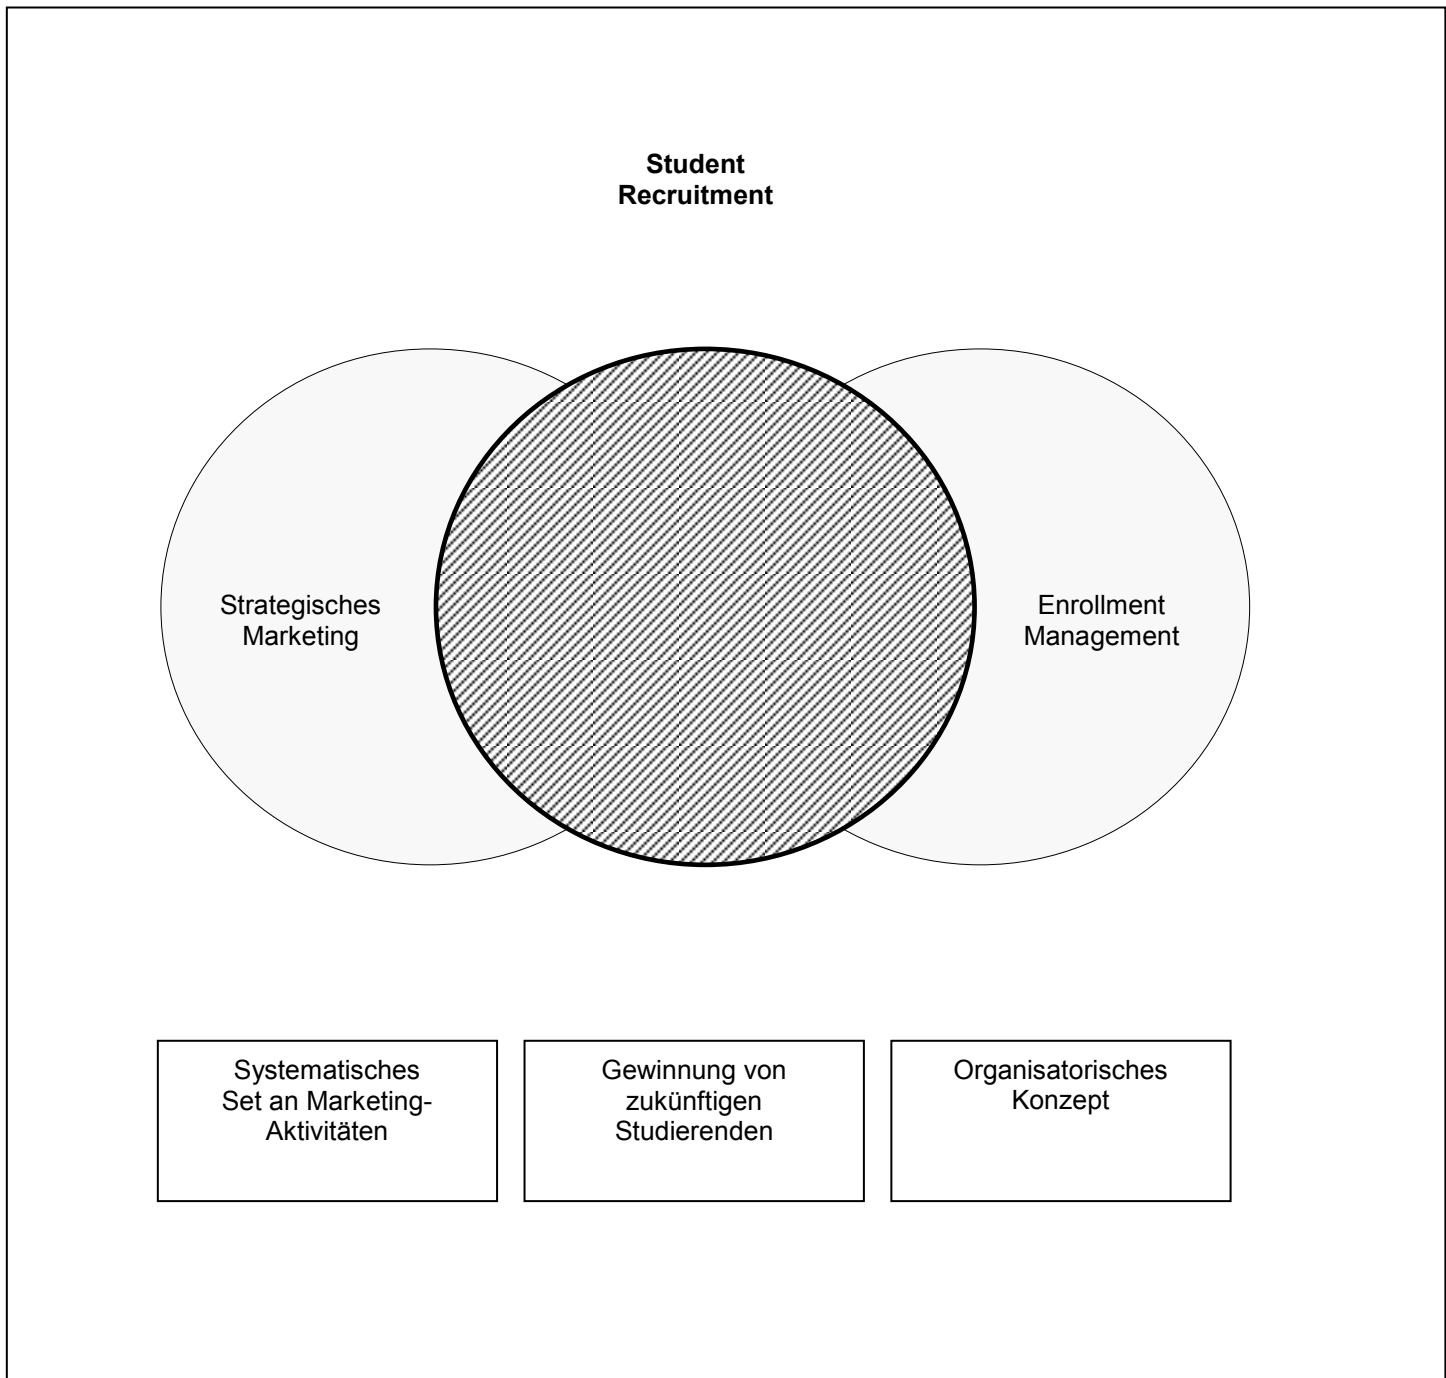 Student
Recruitment
Strategisches
Marketing
Enrollment
Management
Systematisches
Set an Marketing-
Aktivitäten
Gewinnung von
zukünftigen
Studierenden
Organisatorisches
Konzept